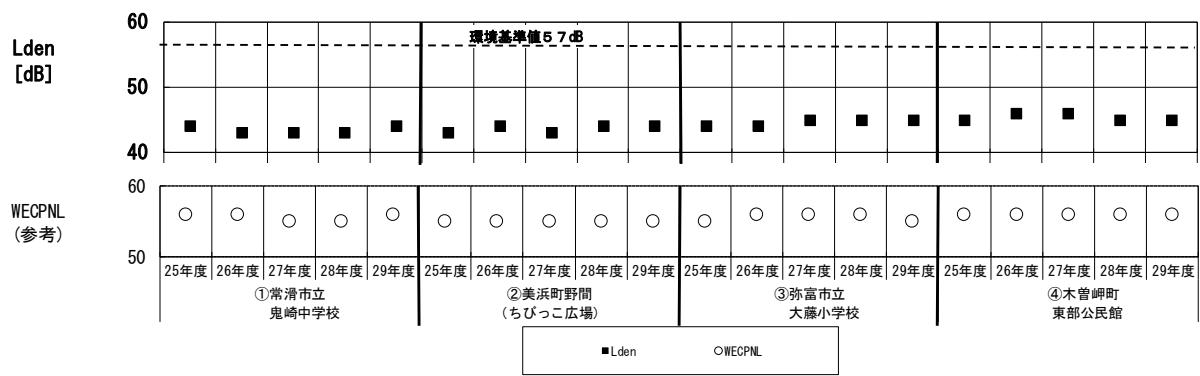 Lden
[dB]
60
50
40
環境基準値57dB
WECPNL
(参考)
60
50
25年度 26年度 27年度 28年度 29年度 25年度 26年度 27年度 28年度 29年度 25年度 26年度 27年度 28年度 29年度 25年度 26年度 27年度 28年度 29年度
①常滑市立 ②美浜町野間 ③弥富市立 ④木曽岬町
鬼崎中学校 (ちびっこ広場) 大藤小学校 東部公民館
■Lden ○WECPNL